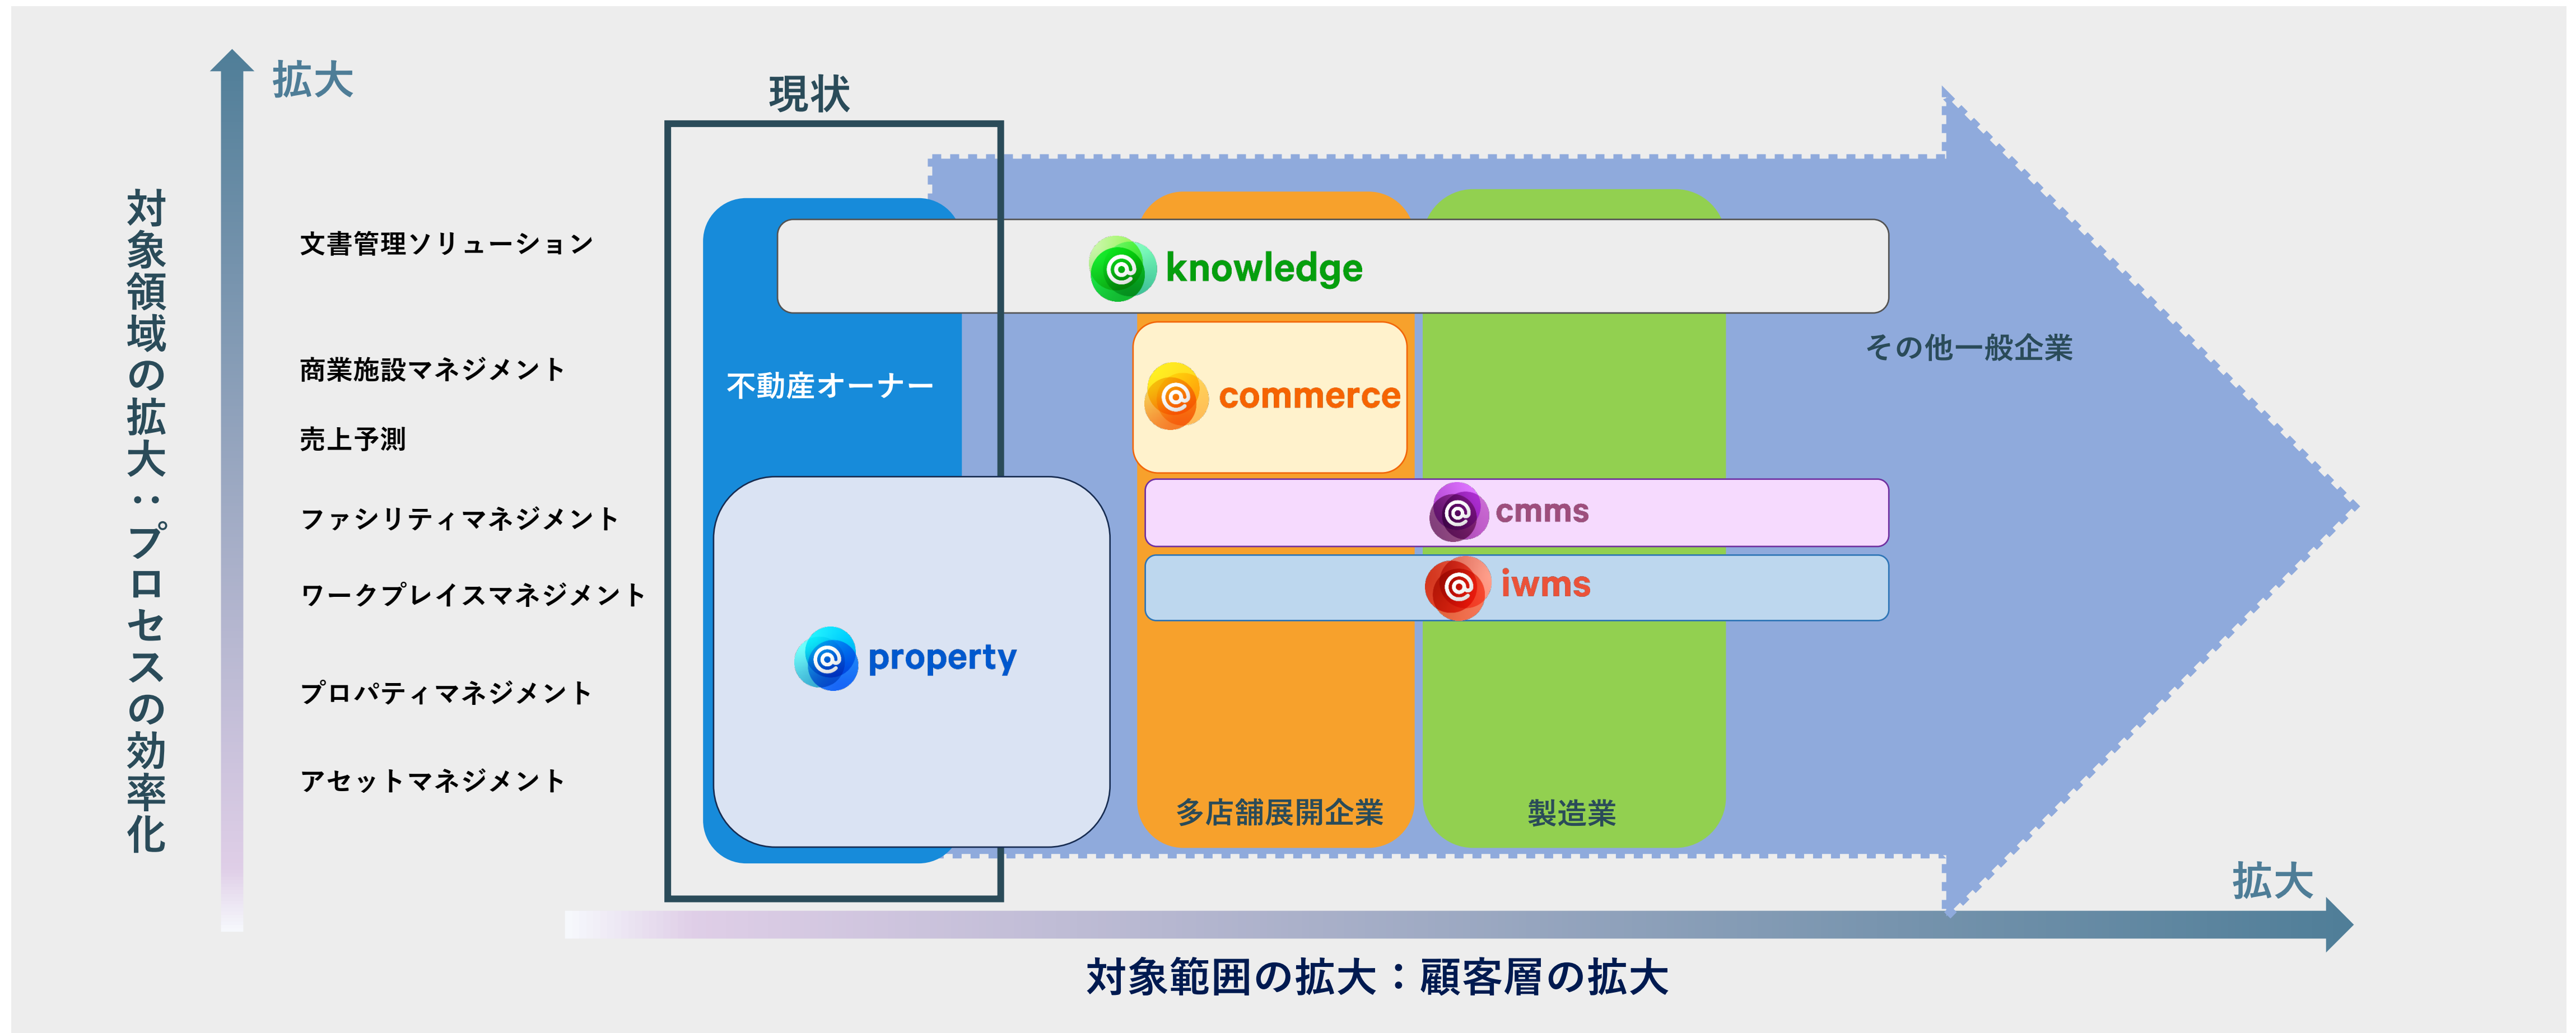 拡大
現状
対象領域の拡大：プロセスの効率化
文書管理ソリューション
商業施設マネジメント
売上予測
ファシリティマネジメント
ワークプレイスマネジメント
プロパティマネジメント
アセットマネジメント
@ knowledge
不動産オーナー
@ commerce
その他一般企業
@ cmms
@ iwms
@ property
多店舗展開企業
製造業
拡大
対象範囲の拡大：顧客層の拡大